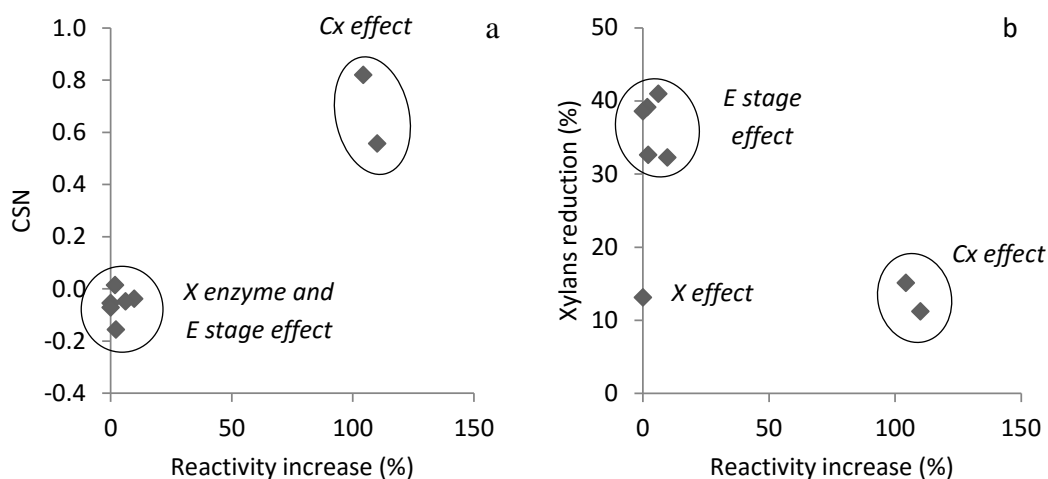 a
Cx effect
1.0
0.8
0.6
0.4
0.2
0.0
-0.2
-0.4
CSN
X enzyme and
E stage effect
0
50
100
150
Reactivity increase (%)
b
50
40
30
20
10
0
Xylans reduction (%)
E stage
effect
Cx effect
X effect
0
50
100
150
Reactivity increase (%)